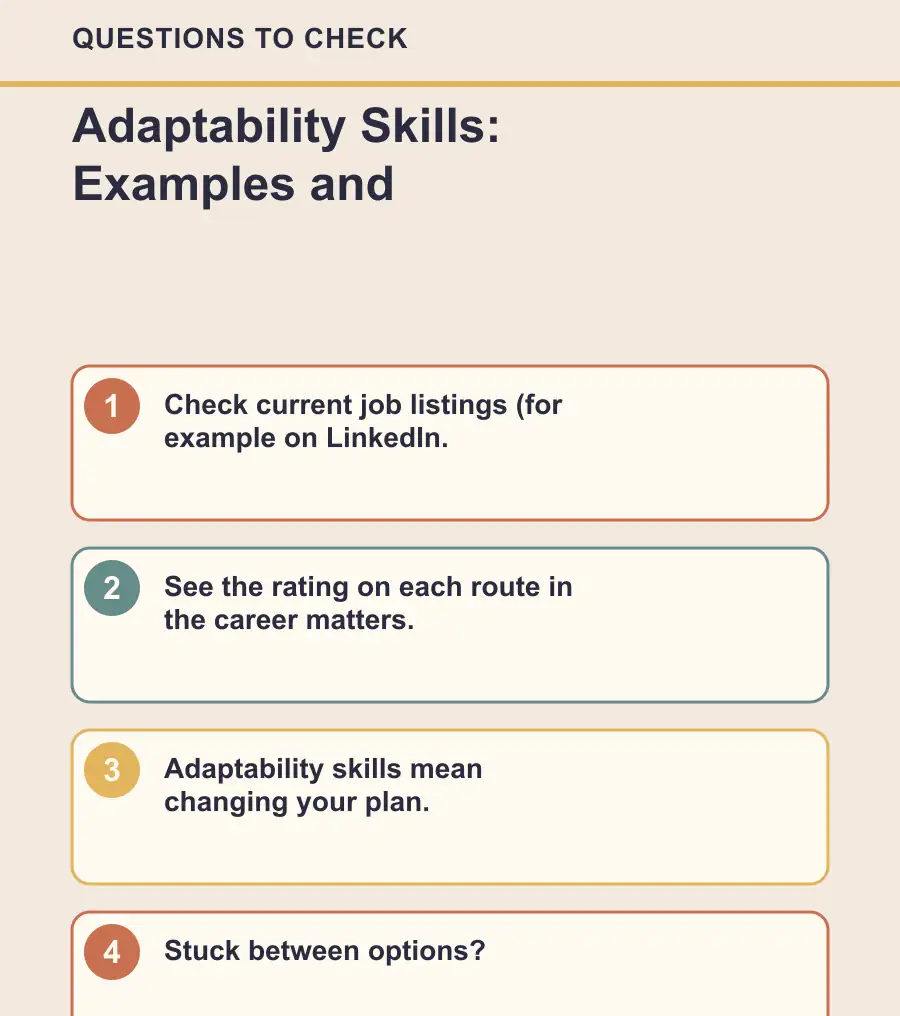 QUESTIONS TO CHECK
Adaptability Skills:
Examples and
1
Check current job listings (for
example on LinkedIn.
2
See the rating on each route in
the career matters.
3
Adaptability skills mean
changing your plan.
4
Stuck between options?